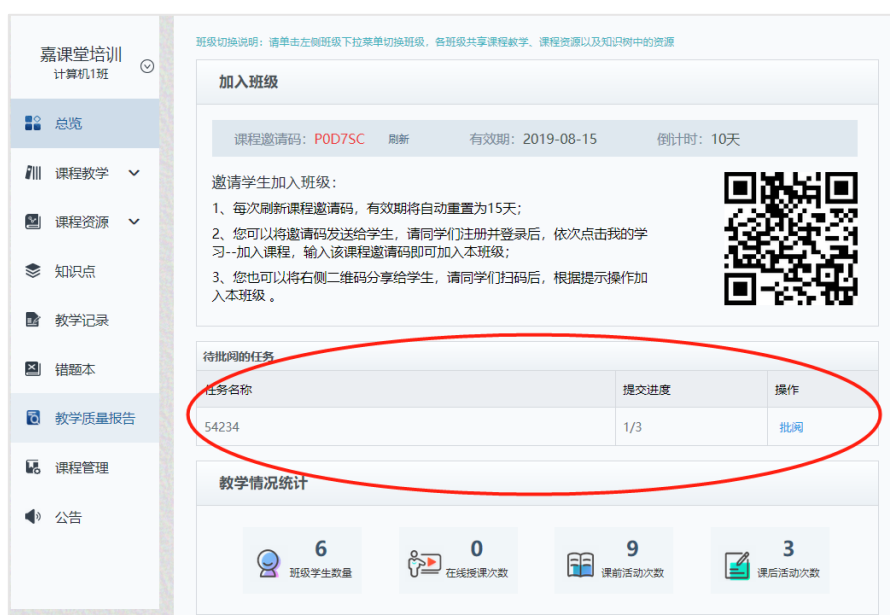 嘉课堂培训
计算机1班
总览
课程教学
课程资源
知识点
教学记录
错题本
教学质量报告
课程管理
公告
班级切换说明：请单击左侧班级下拉菜单切换班级，各班级共享课程教学、课程资源以及知识树中的资源
加入班级
课程邀请码：P0D7SC 刷新 有效期：2019-08-15 倒计时：10天
邀请学生加入班级：
1、每次刷新课程邀请码，有效期将自动重置为15天；
2、您可以将邀请码发送给学生，请同学们注册并登录后，依次点击我的学
习--加入课程，输入该课程邀请码即可加入本班级；
3、您也可以将右侧二维码分享给学生，请同学们扫码后，根据提示操作加
入本班级 。
待批阅的任务
任务名称 提交进度 操作
54234 1/3 批阅
教学情况统计
6 0 9 3
班级学生数量 在线授课次数 课前活动次数 课后活动次数